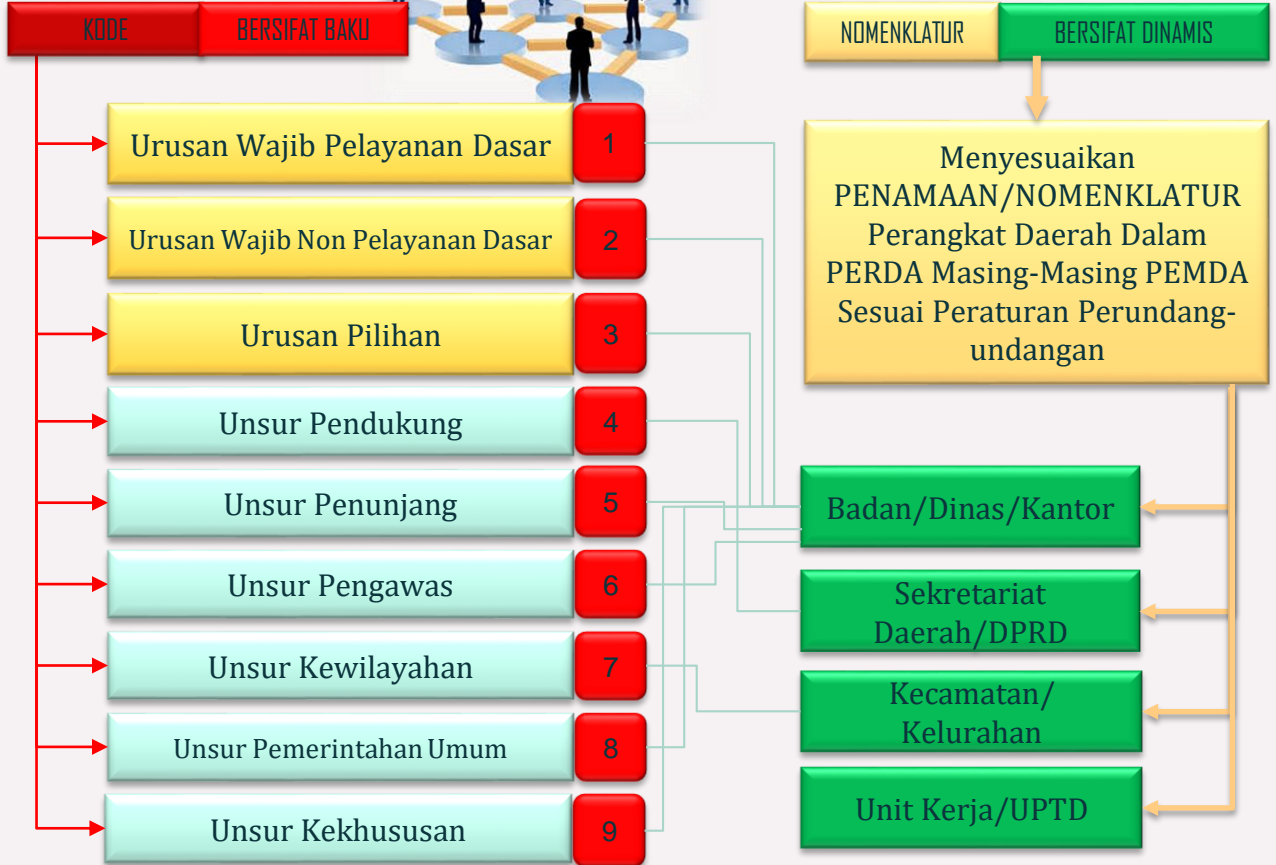 KODE
BERSIFAT BAKU
Urusan Wajib Pelayanan Dasar
1
Urusan Wajib Non Pelayanan Dasar
2
Urusan Pilihan
3
Unsur Pendukung
4
Unsur Penunjang
5
Unsur Pengawas
6
Unsur Kewilayahan
7
Unsur Pemerintahan Umum
8
Unsur Kekhususan
9
NOMENKLATUR
BERSIFAT DINAMIS
Menyesuaikan
PENAMAAN/NOMENKLATUR
Perangkat Daerah Dalam
PERDA Masing-Masing PEMDA
Sesuai Peraturan Perundang-
undangan
Badan/Dinas/Kantor
Sekretariat
Daerah/DPRD
Kecamatan/
Kelurahan
Unit Kerja/UPTD